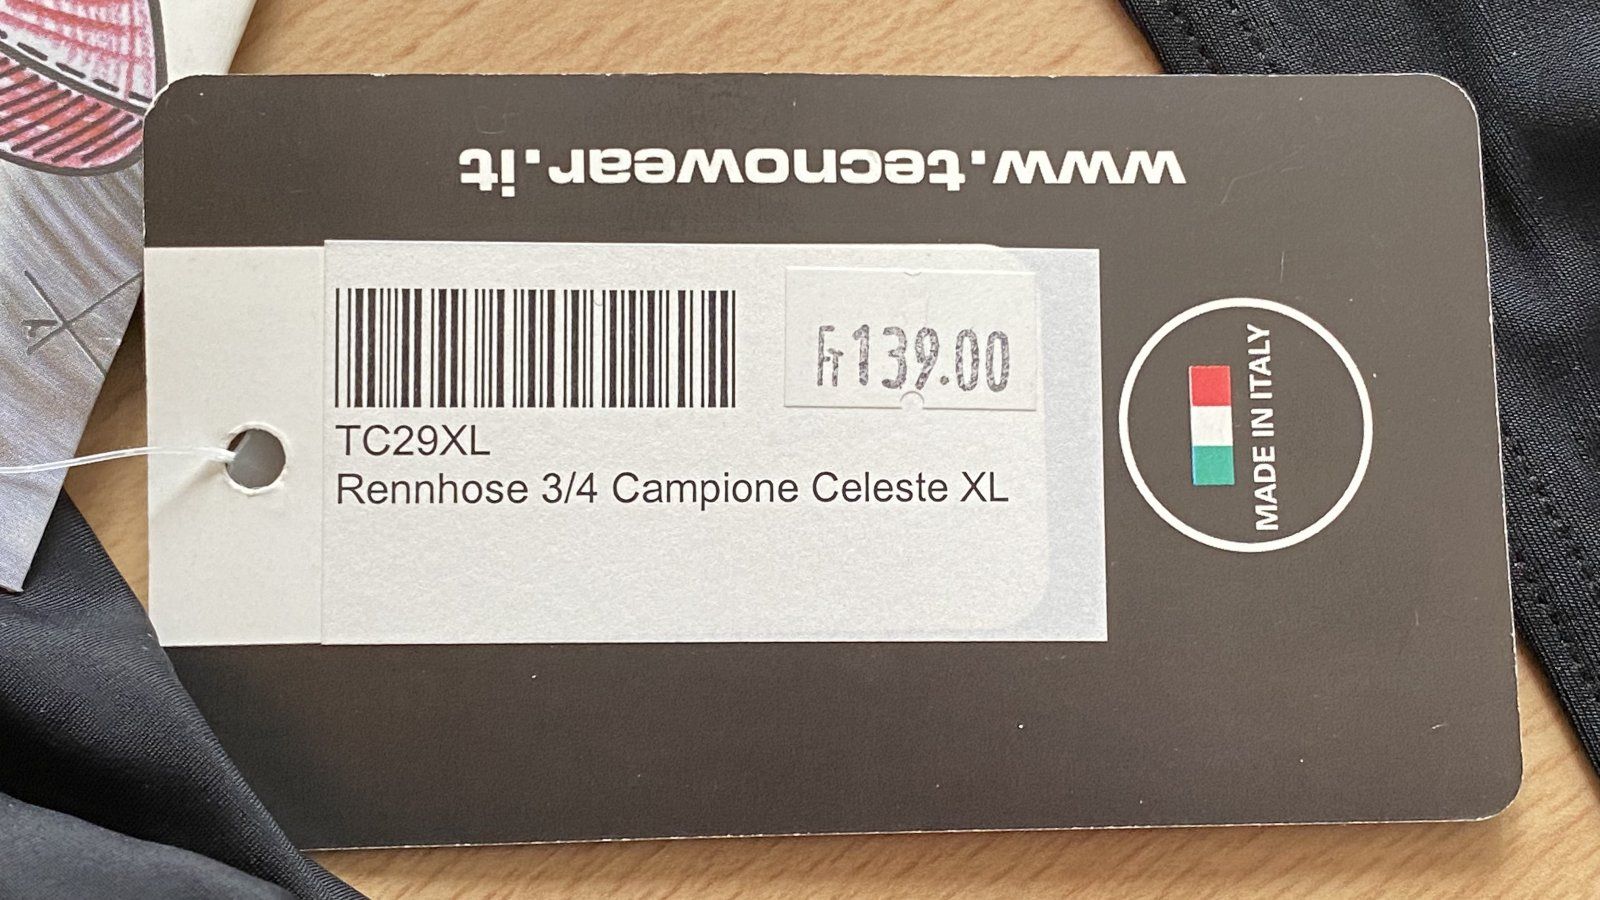 www.tecnowear.it
Fr139.00
TC29XL
Rennhose 3/4 Campione Celeste XL
MADE IN ITALY